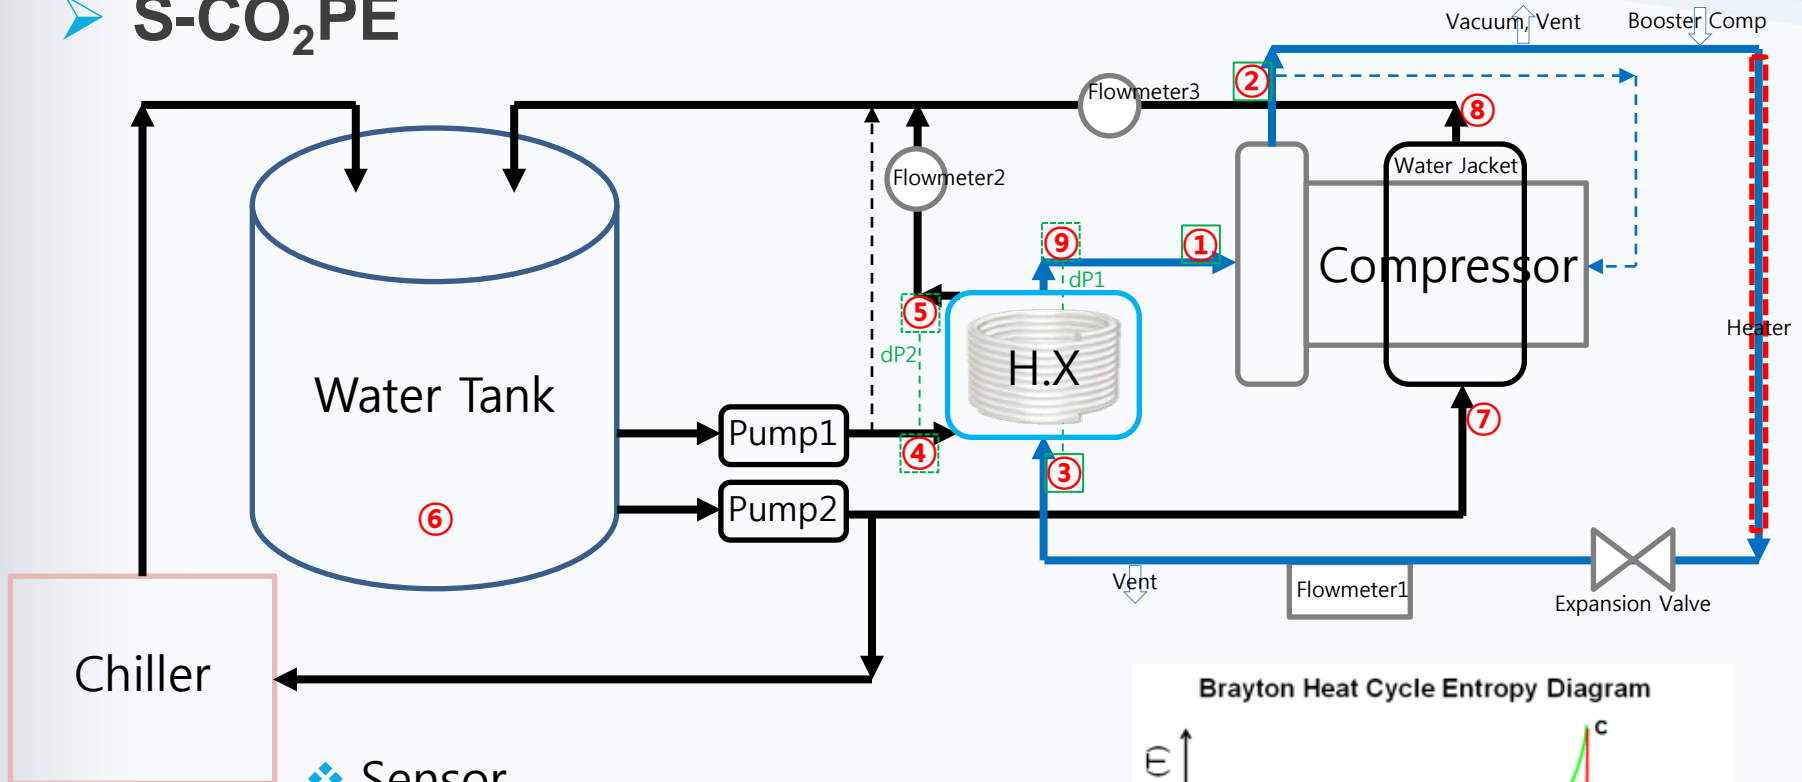 S-CO₂PE
Vacuum, Vent
Booster Comp
②
Flowmeter3
⑧
Water Jacket
Flowmeter2
⑨
①
dP1
Compressor
⑤
Heater
dP2
H.X
Water Tank
Pump1
④
⑦
③
Pump2
⑥
Vent
Flowmeter1
Expansion Valve
Chiller
Brayton Heat Cycle Entropy Diagram
C
Sensor